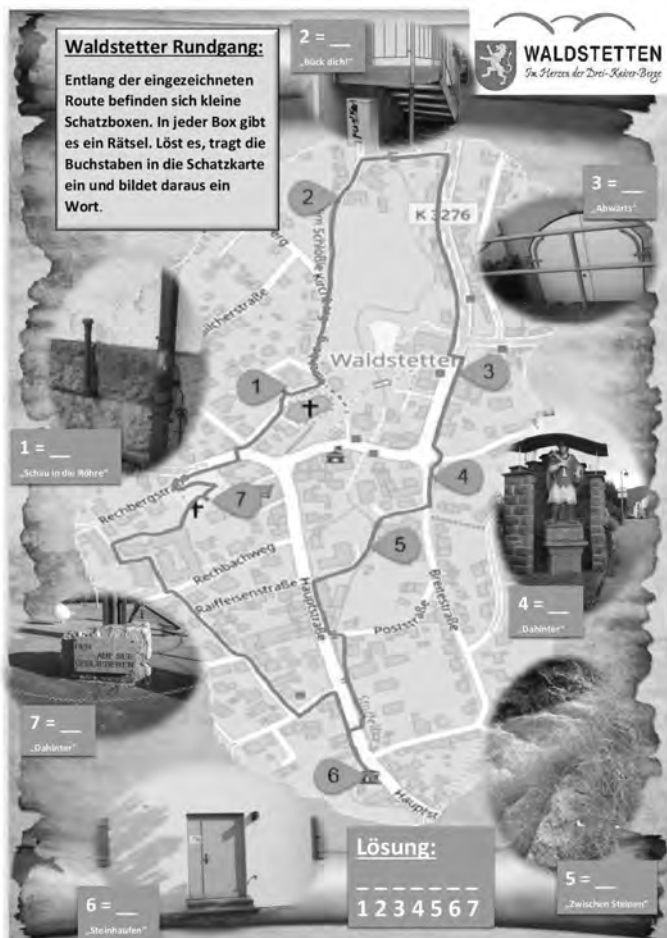 Waldstetter Rundgang:
Entlang der eingezeichneten
Route befinden sich kleine
Schatzboxen. In jeder Box gibt
es ein Rätsel. Löst es, tragt die
Buchstaben in die Schatzkarte
ein und bildet daraus ein
Wort.
2 = __
„Bück dich!"
WALDSTETTEN
Im Herzen der Drei-Kaiser-Berge
3 = __
„Abwärts"
2
K 3276
Waldstetten
1
3
1 = __
„Schau in die Röhre"
Rechbergstraße
7
4
5
Rechbachweg
Raiffeisenstraße
Hauptstraße
Poststraße
Breitestraße
4 = __
„Dahinter"
7 = __
„Dahinter"
6
Hauptst
6 = __
„Steinhaufen"
Lösung:
_ _ _ _ _ _ _
1 2 3 4 5 6 7
5 = __
„Zwischen Steinen"